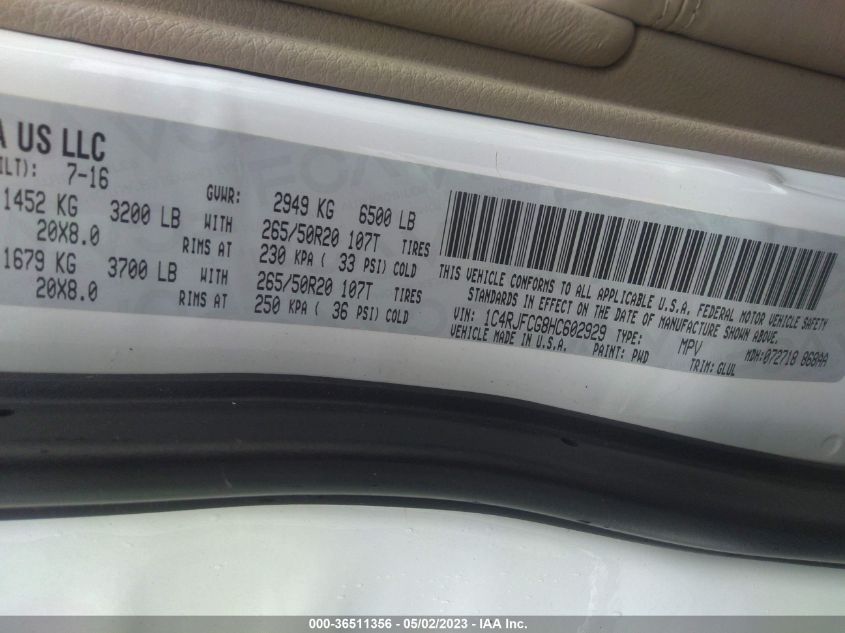 A US LLC
ILT): 7-16 GVWR: 2949 KG 6500 LB
1452 KG 3200 LB WITH 265/50R20 107T TIRES
20X8.0 RIMS AT 230 KPA ( 33 PSI) COLD
1679 KG 3700 LB WITH 265/50R20 107T TIRES
20X8.0 RIMS AT 250 KPA ( 36 PSI) COLD
THIS VEHICLE CONFORMS TO ALL APPLICABLE U.S.A. FEDERAL MOTOR VEHICLE SAFETY
STANDARDS IN EFFECT ON THE DATE OF MANUFACTURE SHOWN ABOVE.
VIN: 1C4RJFCG8HC602929 TYPE: MPV MDH: 072718 868AA
VEHICLE MADE IN U.S.A. PAINT: PWD TRIM: GLUL
000-36511356 - 05/02/2023 - IAA Inc.